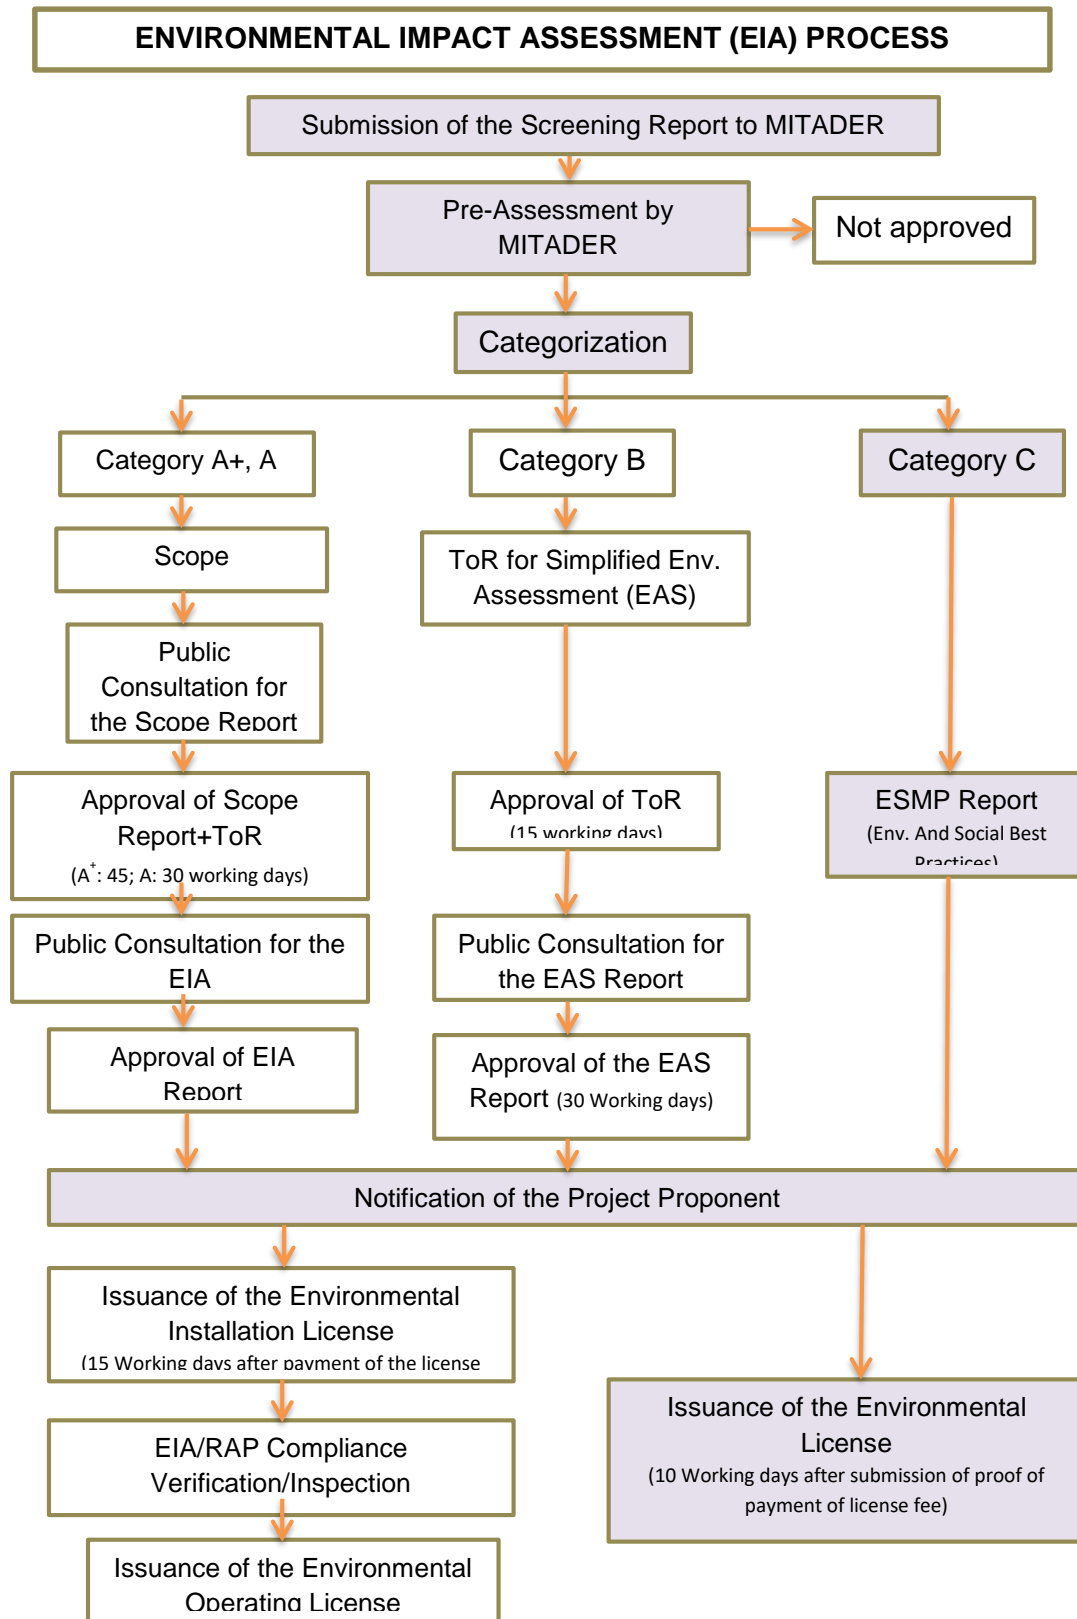 ENVIRONMENTAL IMPACT ASSESSMENT (EIA) PROCESS
Submission of the Screening Report to MITADER
Pre-Assessment by
MITADER
Not approved
Categorization
Category A+, A
Category B
Category C
Scope
ToR for Simplified Env.
Assessment (EAS)
Public
Consultation for
the Scope Report
Approval of Scope
Report+ToR
(A+: 45; A: 30 working days)
Approval of ToR
(15 working days)
ESMP Report
(Env. And Social Best
Practices)
Public Consultation for the
EIA
Public Consultation for
the EAS Report
Approval of EIA
Report
Approval of the EAS
Report (30 Working days)
Notification of the Project Proponent
Issuance of the Environmental
Installation License
(15 Working days after payment of the license
EIA/RAP Compliance
Verification/Inspection
Issuance of the Environmental
Operating License
Issuance of the Environmental
License
(10 Working days after submission of proof of
payment of license fee)